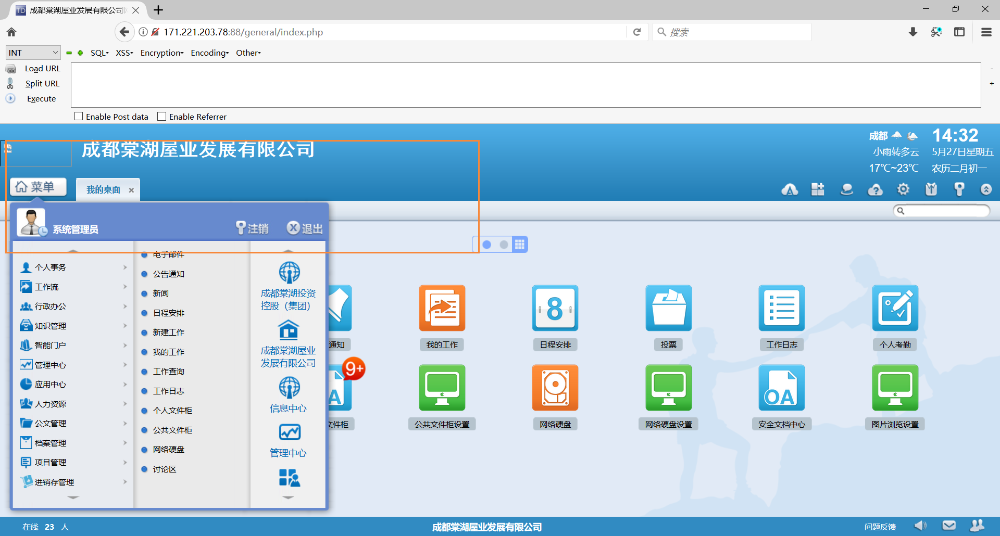 TD 成都棠湖屋业发展有限公司
171.221.203.78:88/general/index.php
搜索
INT
SQL XSS Encryption Encoding Other
Load URL
Split URL
Execute
-
+
Enable Post data Enable Referrer
成都棠湖屋业发展有限公司
成都
14:32
小雨转多云
5月27日星期五
17℃~23℃
农历二月初一
菜单
我的桌面
系统管理员
注销
退出
个人事务
工作流
行政办公
知识管理
智能门户
管理中心
应用中心
人力资源
公文管理
档案管理
项目管理
进销存管理
电子邮件
公告通知
新闻
日程安排
新建工作
我的工作
工作查询
工作日志
个人文件柜
公共文件柜
网络硬盘
讨论区
成都棠湖投资
控股（集团）
成都棠湖屋业
发展有限公司
信息中心
管理中心
8
通知
我的工作
日程安排
投票
工作日志
个人考勤
9+
A
OA
文件柜
公共文件柜设置
网络硬盘
网络硬盘设置
安全文档中心
图片浏览设置
在线 23 人
成都棠湖屋业发展有限公司
问题反馈